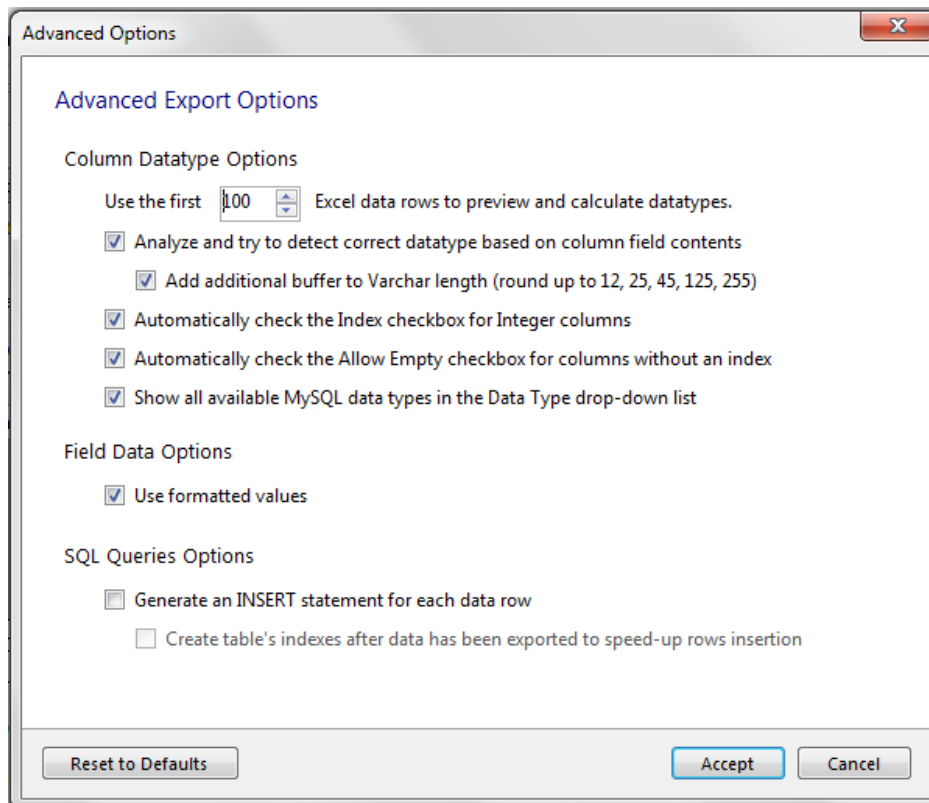 Advanced Options
Advanced Export Options
Column Datatype Options
Use the first 100 Excel data rows to preview and calculate datatypes.
Analyze and try to detect correct datatype based on column field contents
Add additional buffer to Varchar length (round up to 12, 25, 45, 125, 255)
Automatically check the Index checkbox for Integer columns
Automatically check the Allow Empty checkbox for columns without an index
Show all available MySQL data types in the Data Type drop-down list
Field Data Options
Use formatted values
SQL Queries Options
Generate an INSERT statement for each data row
Create table's indexes after data has been exported to speed-up rows insertion
Reset to Defaults Accept Cancel